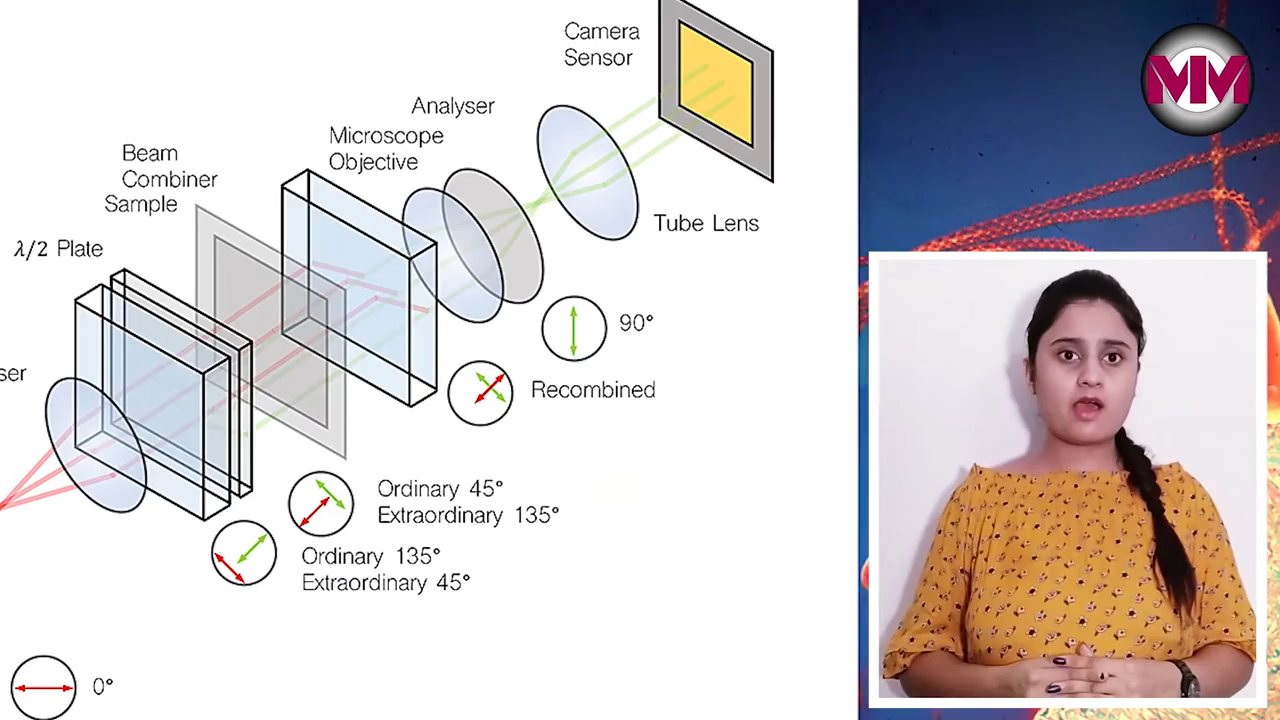 Camera
Sensor
Analyser
Microscope
Objective
Beam
Combiner
Sample
λ/2 Plate
Tube Lens
ser
90°
Recombined
Ordinary 45°
Extraordinary 135°
Ordinary 135°
Extraordinary 45°
0°
MM